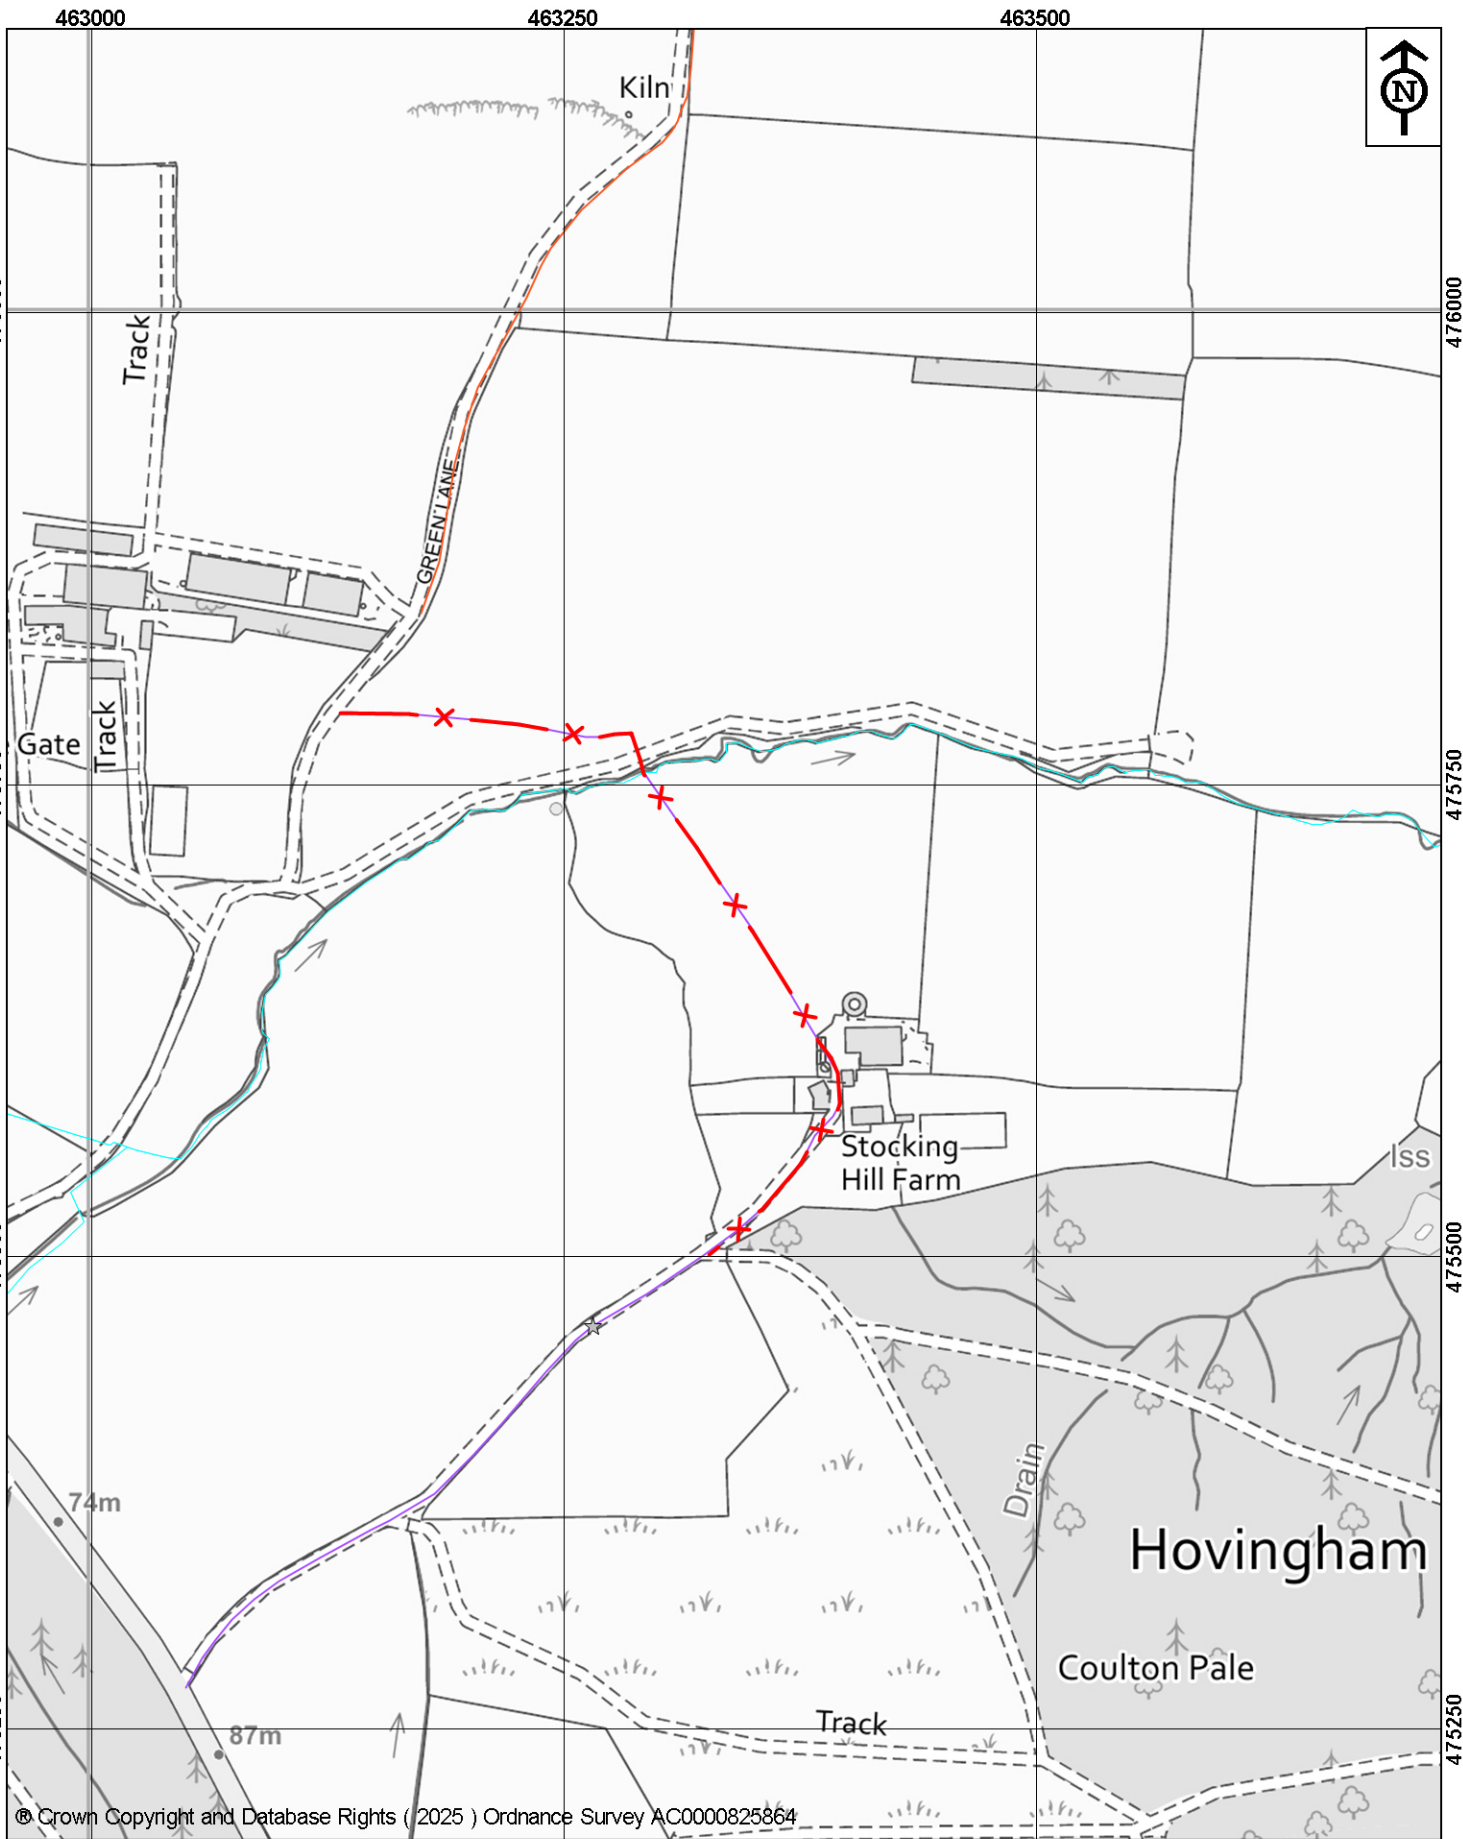 463000
463250
463500
N
Kiln
Track
476000
GREEN LANE
Gate
Track
475750
Stocking
Hill Farm
Iss
475500
74m
Drain
Hovingham
Coulton Pale
Track
87m
475250
® Crown Copyright and Database Rights ( 2025 ) Ordnance Survey AC0000825864